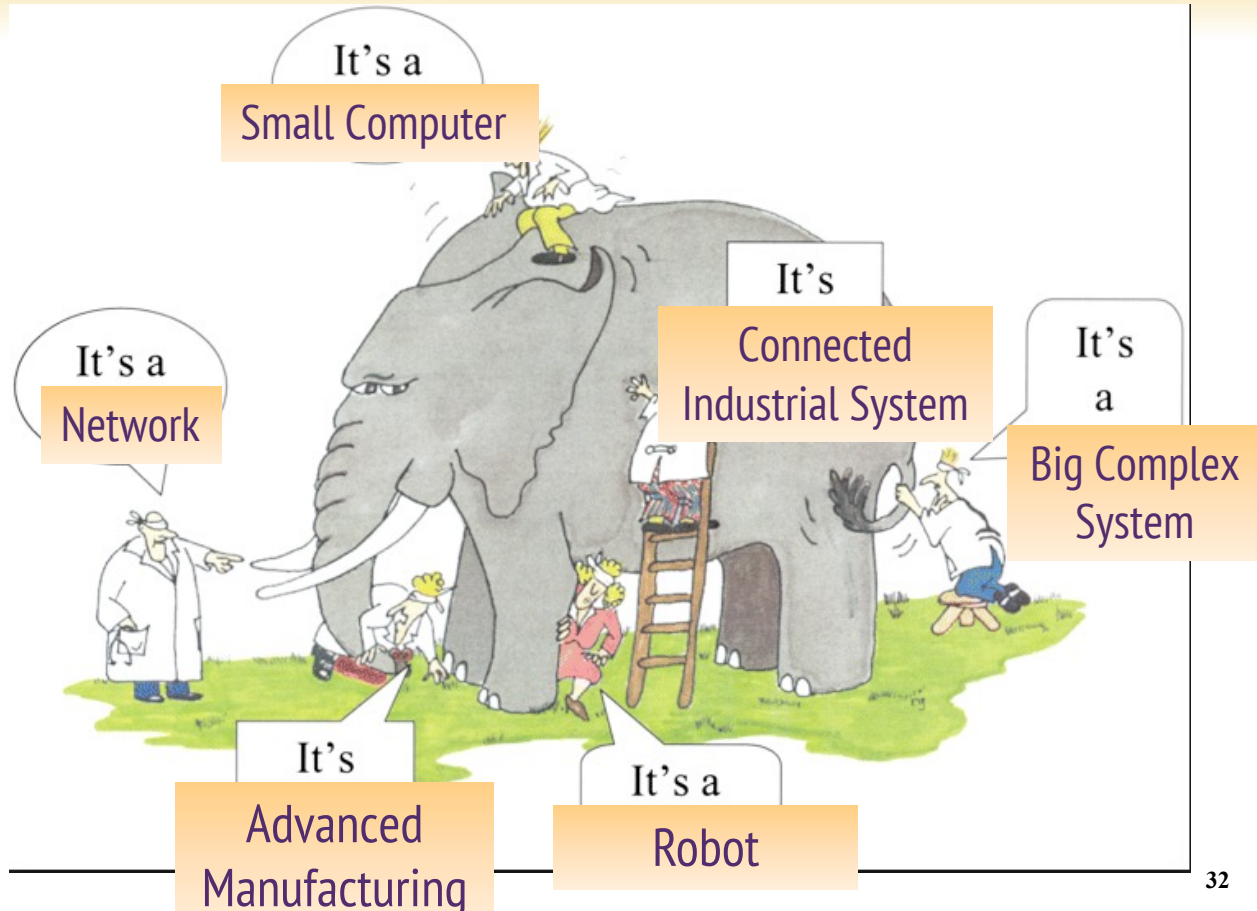 It's a
Small Computer
It's a
Network
It's
Connected
Industrial System
It's
a
Big Complex
System
It's
Advanced
Manufacturing
It's a
Robot
32